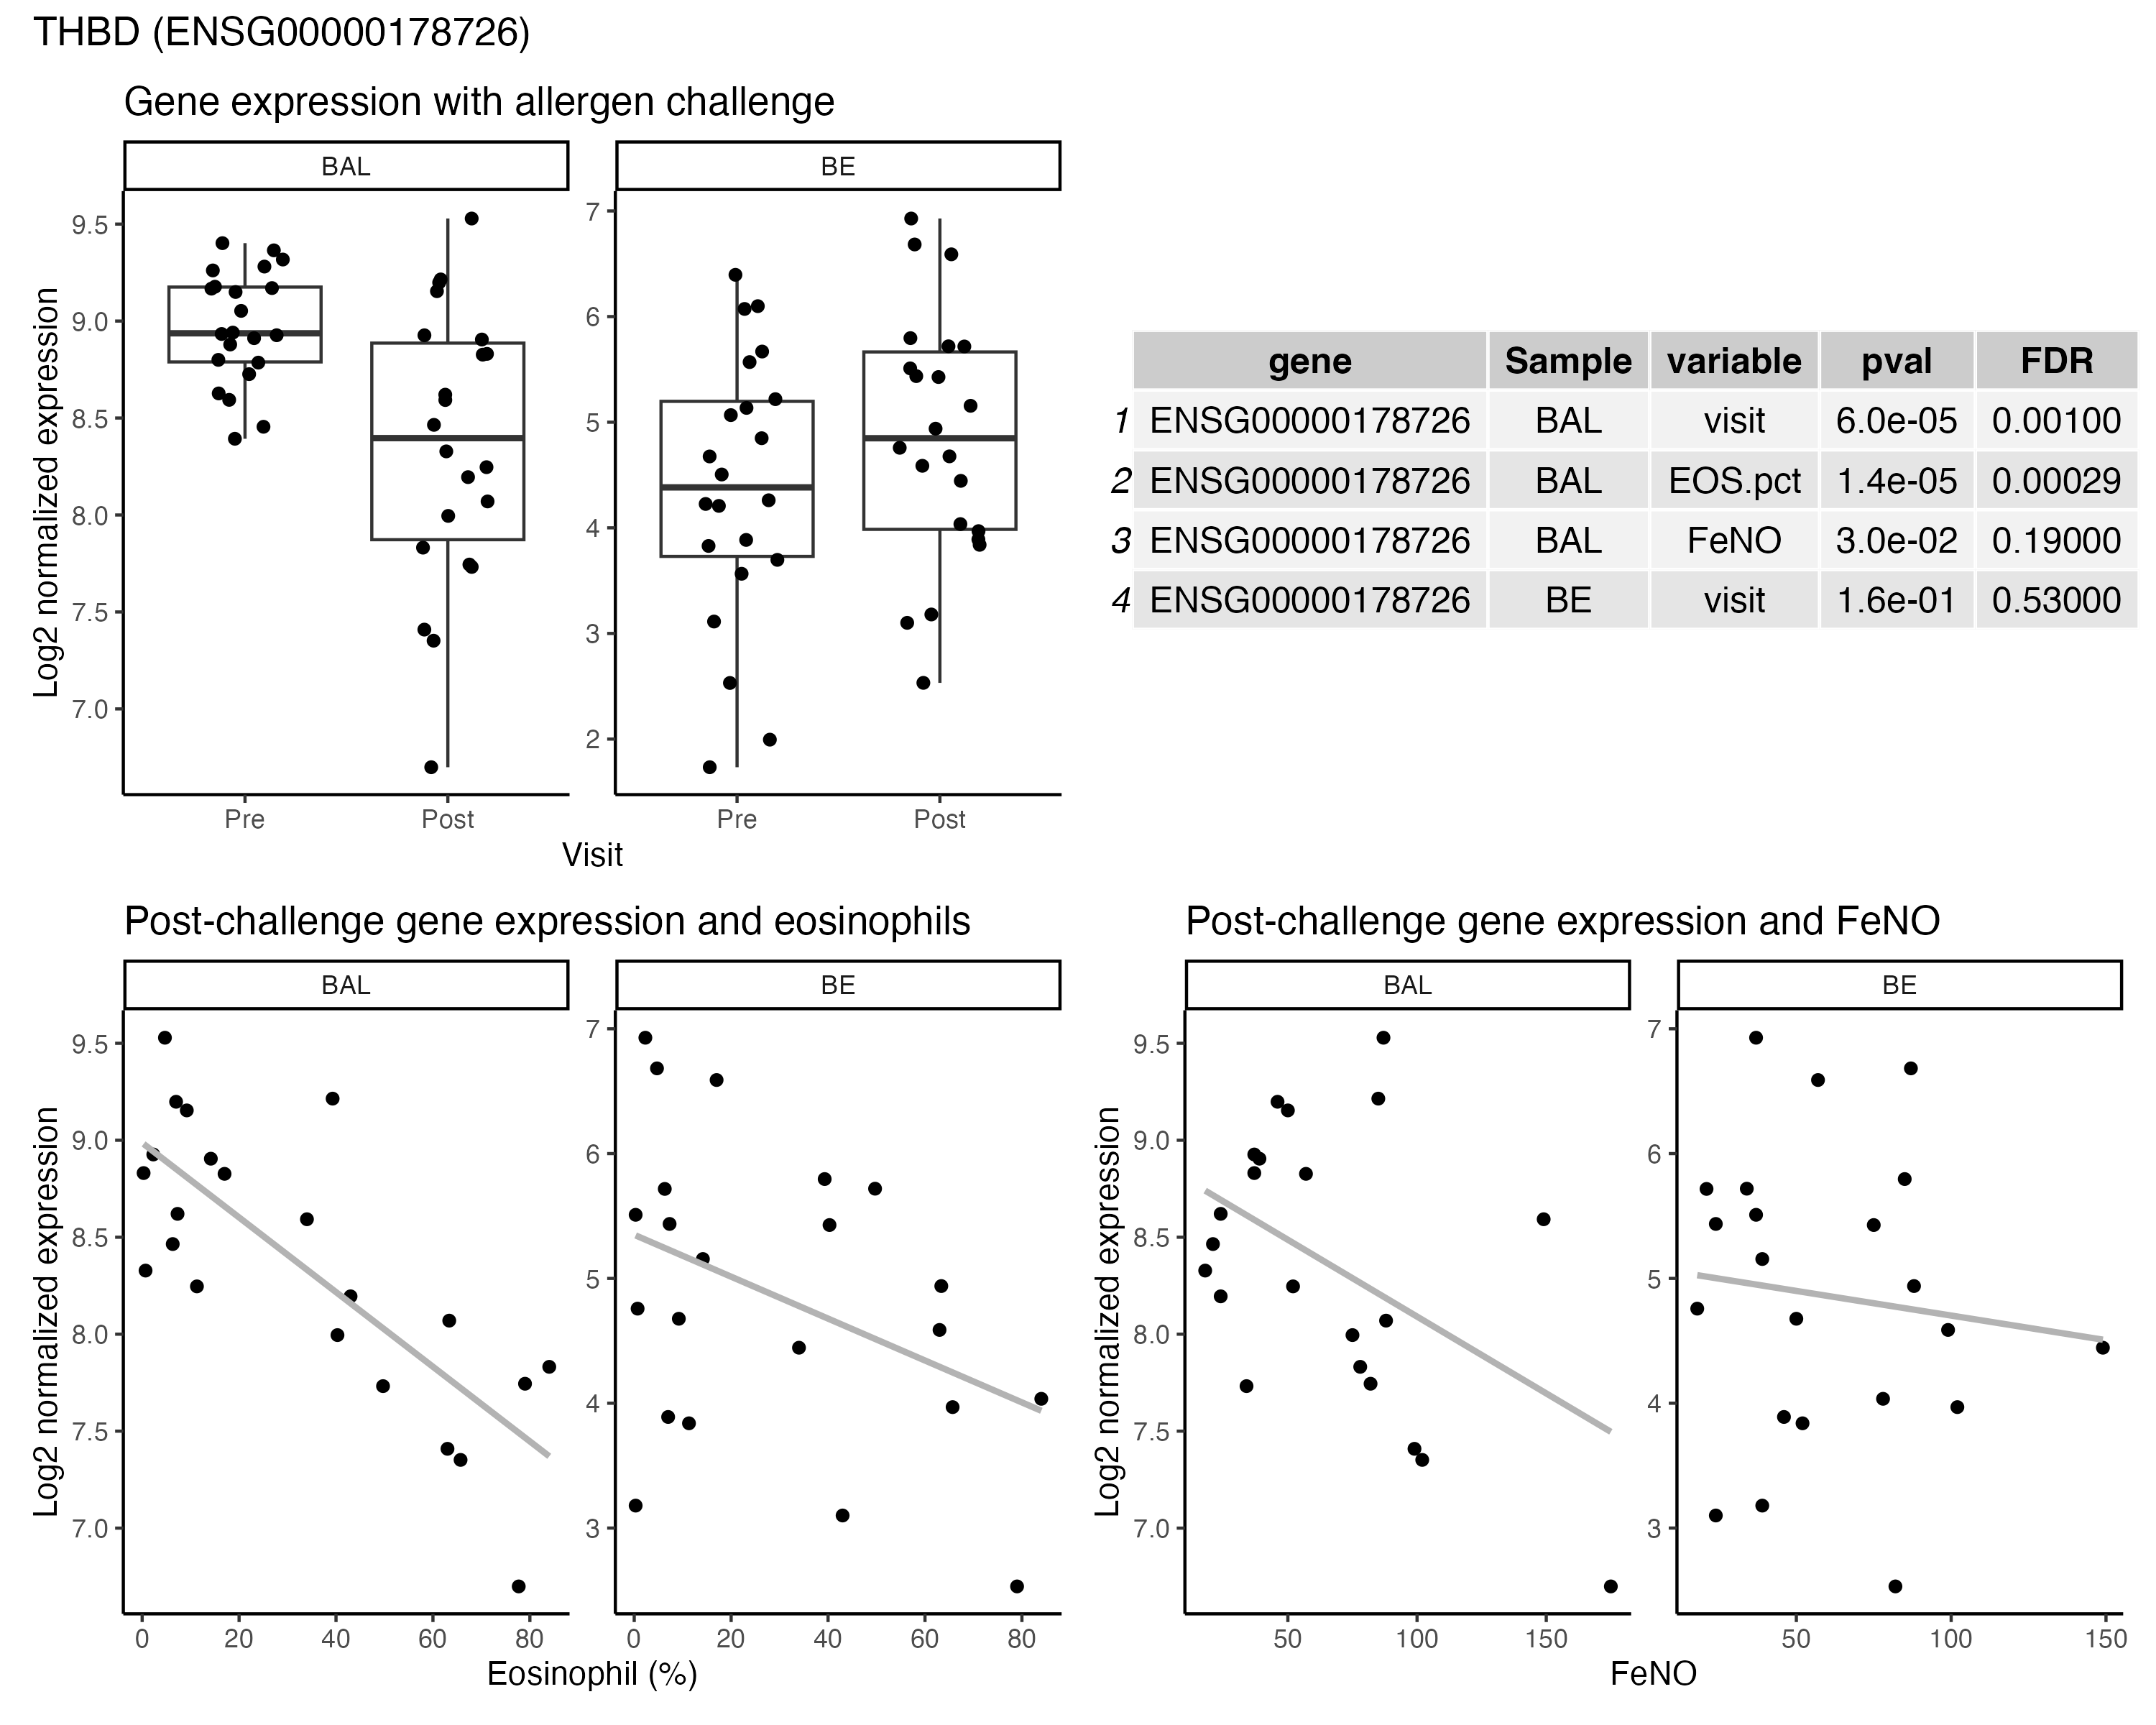 THBD (ENSG00000178726)
Gene expression with allergen challenge
BAL
BE
Log2 normalized expression
9.5
9.0
8.5
8.0
7.5
7.0
7
6
5
4
3
2
Pre
Post
Pre
Post
Visit
gene Sample variable pval FDR
1 ENSG00000178726 BAL visit 6.0e-05 0.00100
2 ENSG00000178726 BAL EOS.pct 1.4e-05 0.00029
3 ENSG00000178726 BAL FeNO 3.0e-02 0.19000
4 ENSG00000178726 BE visit 1.6e-01 0.53000
Post-challenge gene expression and eosinophils
BAL
BE
Log2 normalized expression
9.5
9.0
8.5
8.0
7.5
7.0
7
6
5
4
3
0 20 40 60 80
0 20 40 60 80
Eosinophil (%)
Post-challenge gene expression and FeNO
BAL
BE
Log2 normalized expression
9.5
9.0
8.5
8.0
7.5
7.0
7
6
5
4
3
50 100 150
50 100 150
FeNO